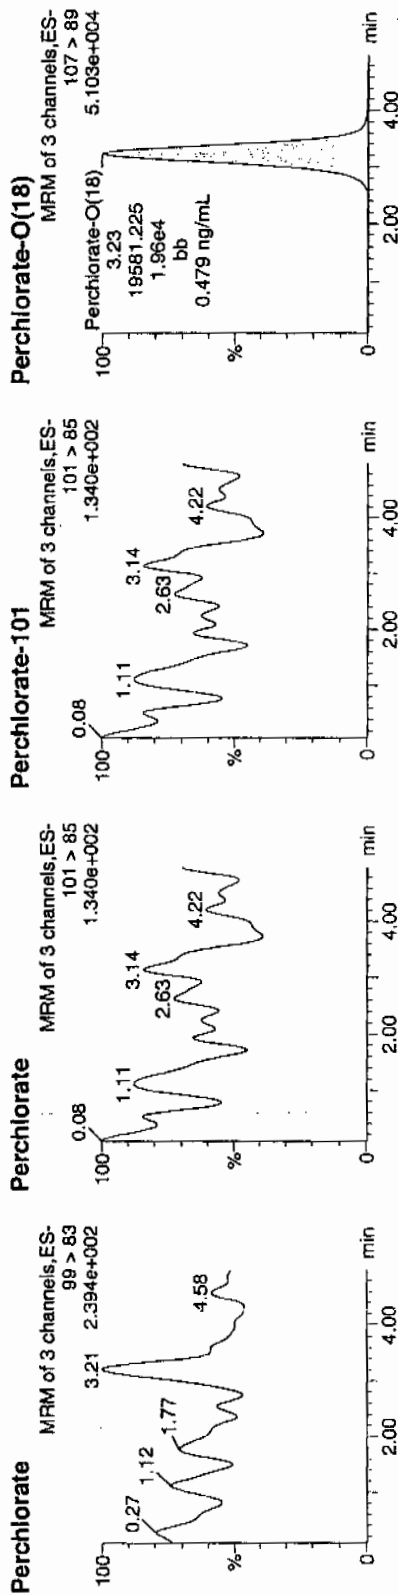 Perchlorate
MRM of 3 channels,ES-
99 > 83
2.394e+002
3.21
100
0.27
1.12
1.77
4.58
%
0
2.00
4.00
min
Perchlorate
MRM of 3 channels,ES-
101 > 85
1.340e+002
0.08
100
1.11
3.14
2.63
4.22
%
0
2.00
4.00
min
Perchlorate-101
MRM of 3 channels,ES-
101 > 85
1.340e+002
0.08
100
1.11
3.14
2.63
4.22
%
0
2.00
4.00
min
Perchlorate-O(18)
MRM of 3 channels,ES-
107 > 89
5.103e+004
100
Perchlorate-O(18)
3.23
19581.225
1.96e4
bb
0.479 ng/mL
%
0
2.00
4.00
min